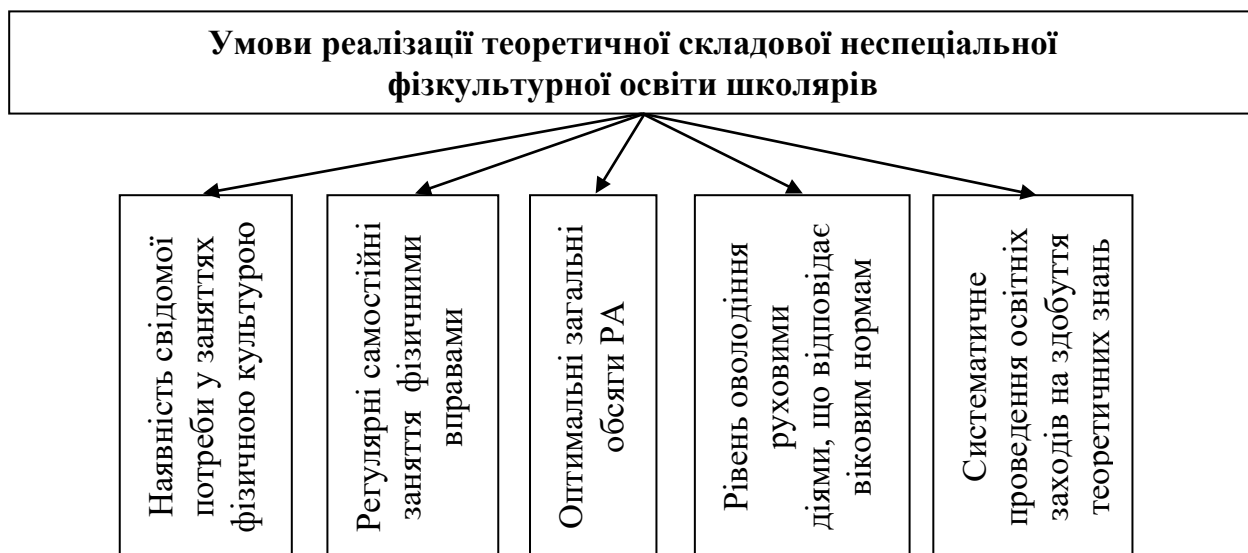 Умови реалізації теоретичної складової неспеціальної
фізкультурної освіти школярів
Наявність свідомої
потреби у заняттях
фізичною культурою
Регулярні самостійні
заняття фізичними
вправами
Оптимальні загальні
обсяги РА
Рівень оволодіння
руховими
діями, що відповідає
віковим нормам
Систематичне
проведення освітніх
заходів на здобуття
теоретичних знань